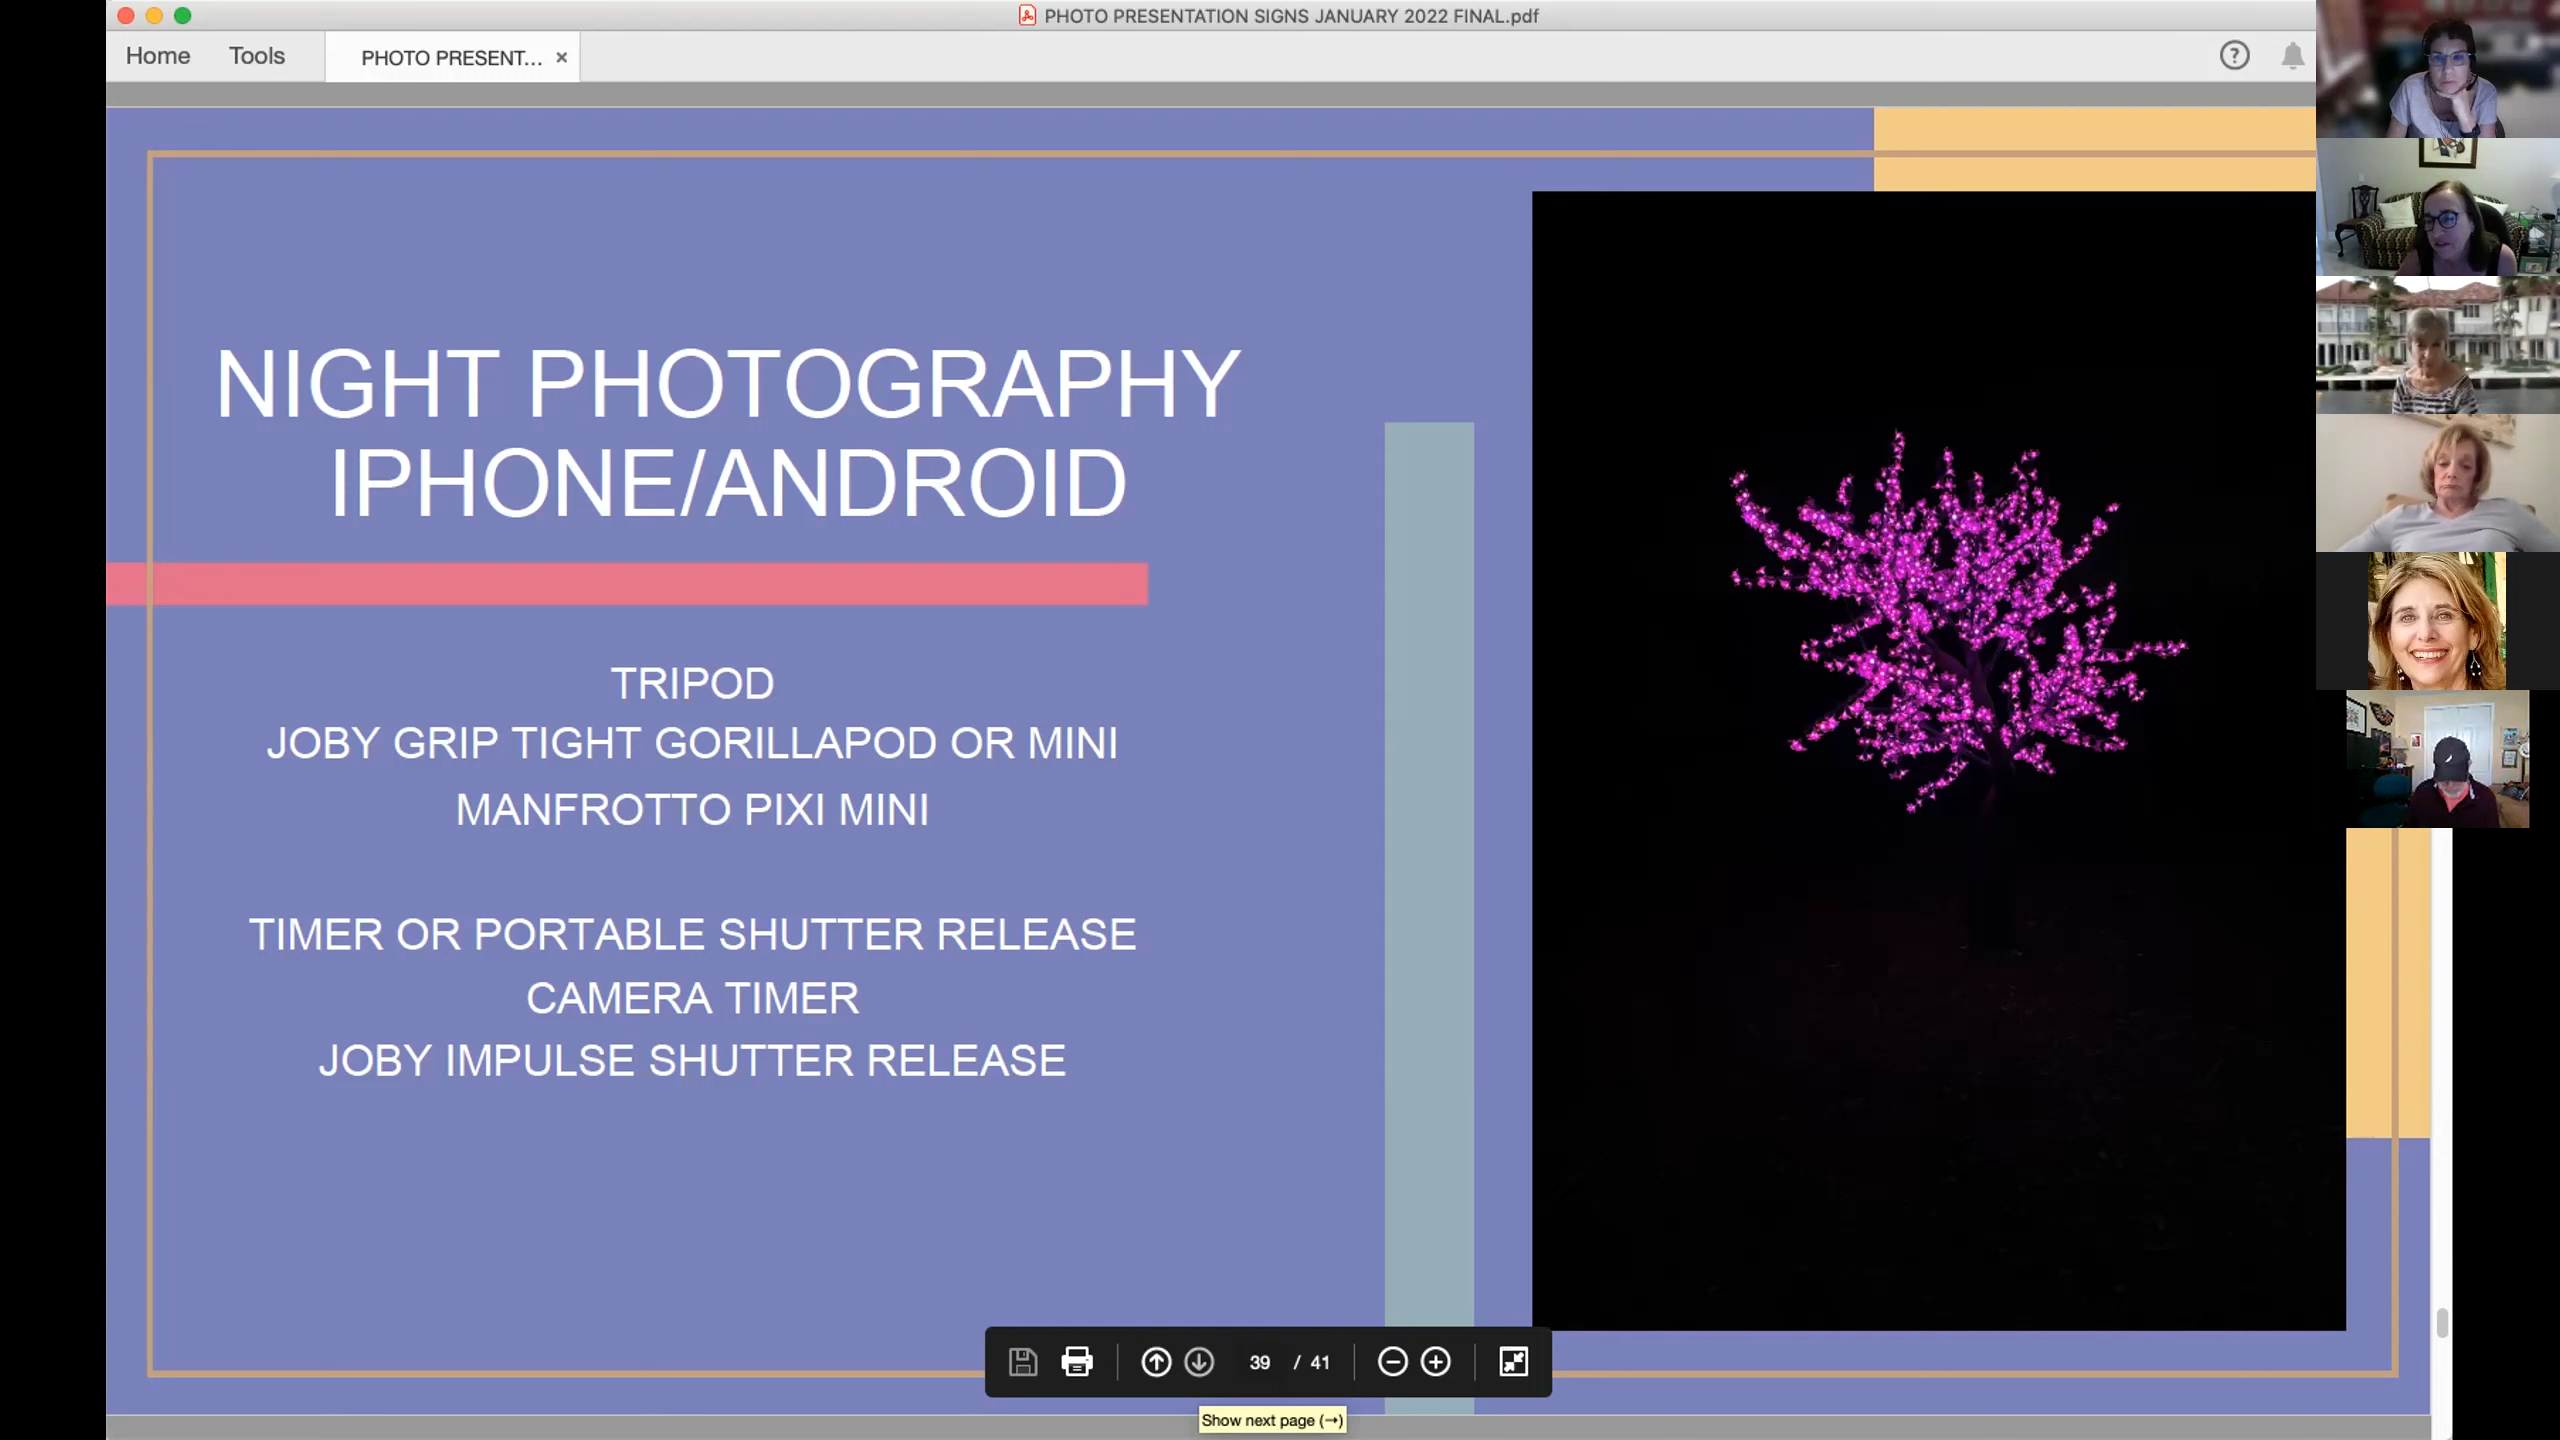 PHOTO PRESENTATION SIGNS JANUARY 2022 FINAL.pdf
Home
Tools
PHOTO PRESENT...
NIGHT PHOTOGRAPHY
IPHONE/ANDROID
TRIPOD
JOBY GRIP TIGHT GORILLAPOD OR MINI
MANFROTTO PIXI MINI
TIMER OR PORTABLE SHUTTER RELEASE
CAMERA TIMER
JOBY IMPULSE SHUTTER RELEASE
39 / 41
Show next page (→)